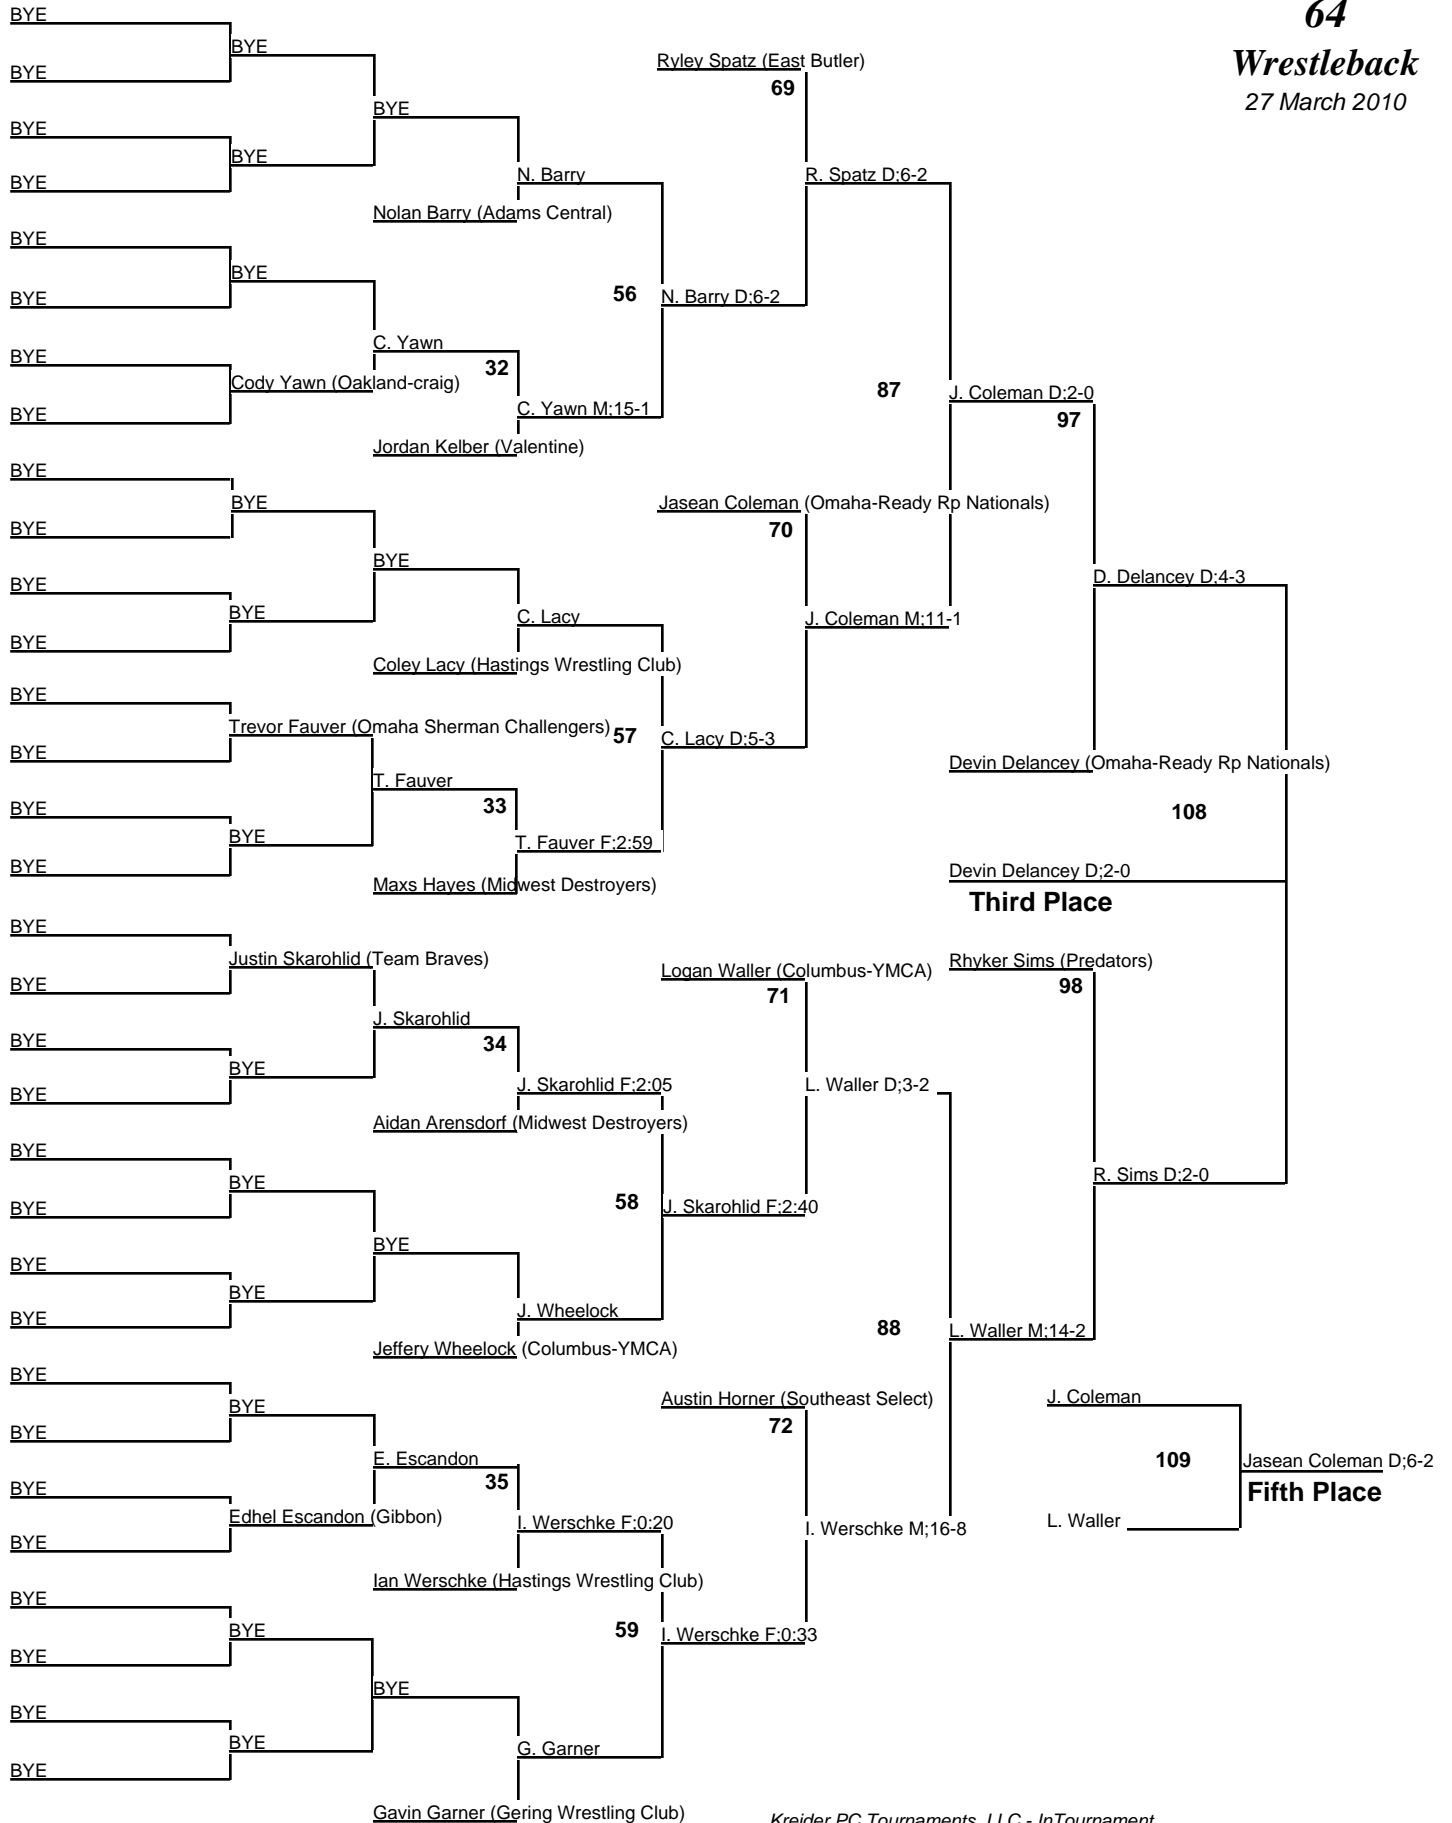 64
Wrestleback
27 March 2010
BYE
BYE
BYE
Ryley Spatz (East Butler)
69
BYE
BYE
BYE
BYE
N. Barry
R. Spatz D;6-2
BYE
Nolan Barry (Adams Central)
BYE
BYE
56
N. Barry D;6-2
BYE
C. Yawn
32
BYE
Cody Yawn (Oakland-craig)
87
J. Coleman D;2-0
97
C. Yawn M;15-1
BYE
Jordan Kelber (Valentine)
BYE
BYE
Jasean Coleman (Omaha-Ready Rp Nationals)
70
BYE
BYE
D. Delancey D;4-3
BYE
BYE
C. Lacy
J. Coleman M;11-1
BYE
Coley Lacy (Hastings Wrestling Club)
BYE
Trevor Fauver (Omaha Sherman Challengers)
57
C. Lacy D;5-3
BYE
Devin Delancey (Omaha-Ready Rp Nationals)
T. Fauver
33
108
BYE
BYE
T. Fauver F;2:59
BYE
Maxs Hayes (Midwest Destroyers)
Devin Delancey D;2-0
Third Place
BYE
Justin Skarohlid (Team Braves)
Logan Waller (Columbus-YMCA)
Rhyker Sims (Predators)
BYE
71
98
J. Skarohlid
34
BYE
BYE
J. Skarohlid F;2:05
L. Waller D;3-2
BYE
Aidan Arensdorf (Midwest Destroyers)
BYE
BYE
R. Sims D;2-0
BYE
58
J. Skarohlid F;2:40
BYE
BYE
BYE
J. Wheelock
BYE
88
L. Waller M;14-2
Jeffery Wheelock (Columbus-YMCA)
BYE
BYE
Austin Horner (Southeast Select)
72
J. Coleman
BYE
E. Escandon
35
109
Jasean Coleman D;6-2
Fifth Place
BYE
Edhel Escandon (Gibbon)
I. Werschke F;0:20
I. Werschke M;16-8
L. Waller
BYE
Ian Werschke (Hastings Wrestling Club)
BYE
BYE
59
I. Werschke F;0:33
BYE
BYE
BYE
BYE
G. Garner
BYE
Gavin Garner (Gering Wrestling Club)
Kreider PC Tournaments, LLC - InTournament